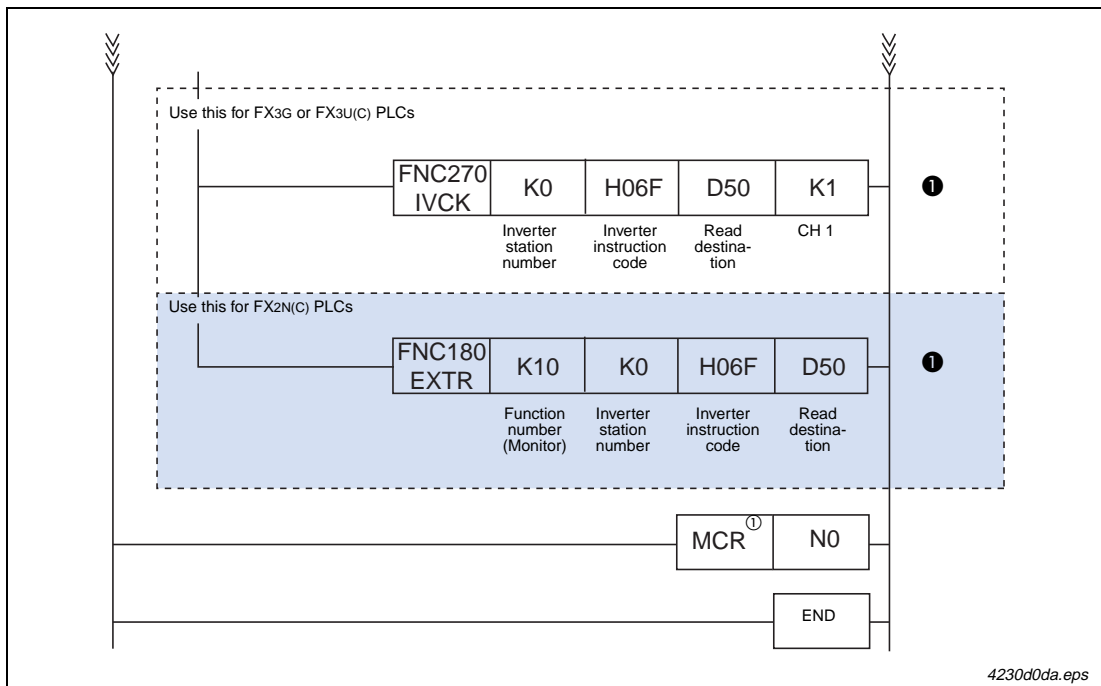 Use this for FX3G or FX3U(C) PLCs
FNC270
IVCK
K0
H06F
D50
K1
❶
Inverter
station
number
Inverter
instruction
code
Read
destina-
tion
CH 1
Use this for FX2N(C) PLCs
FNC180
EXTR
K10
K0
H06F
D50
❶
Function
number
(Monitor)
Inverter
station
number
Inverter
instruction
code
Read
destina-
tion
MCR①
N0
END
4230d0da.eps